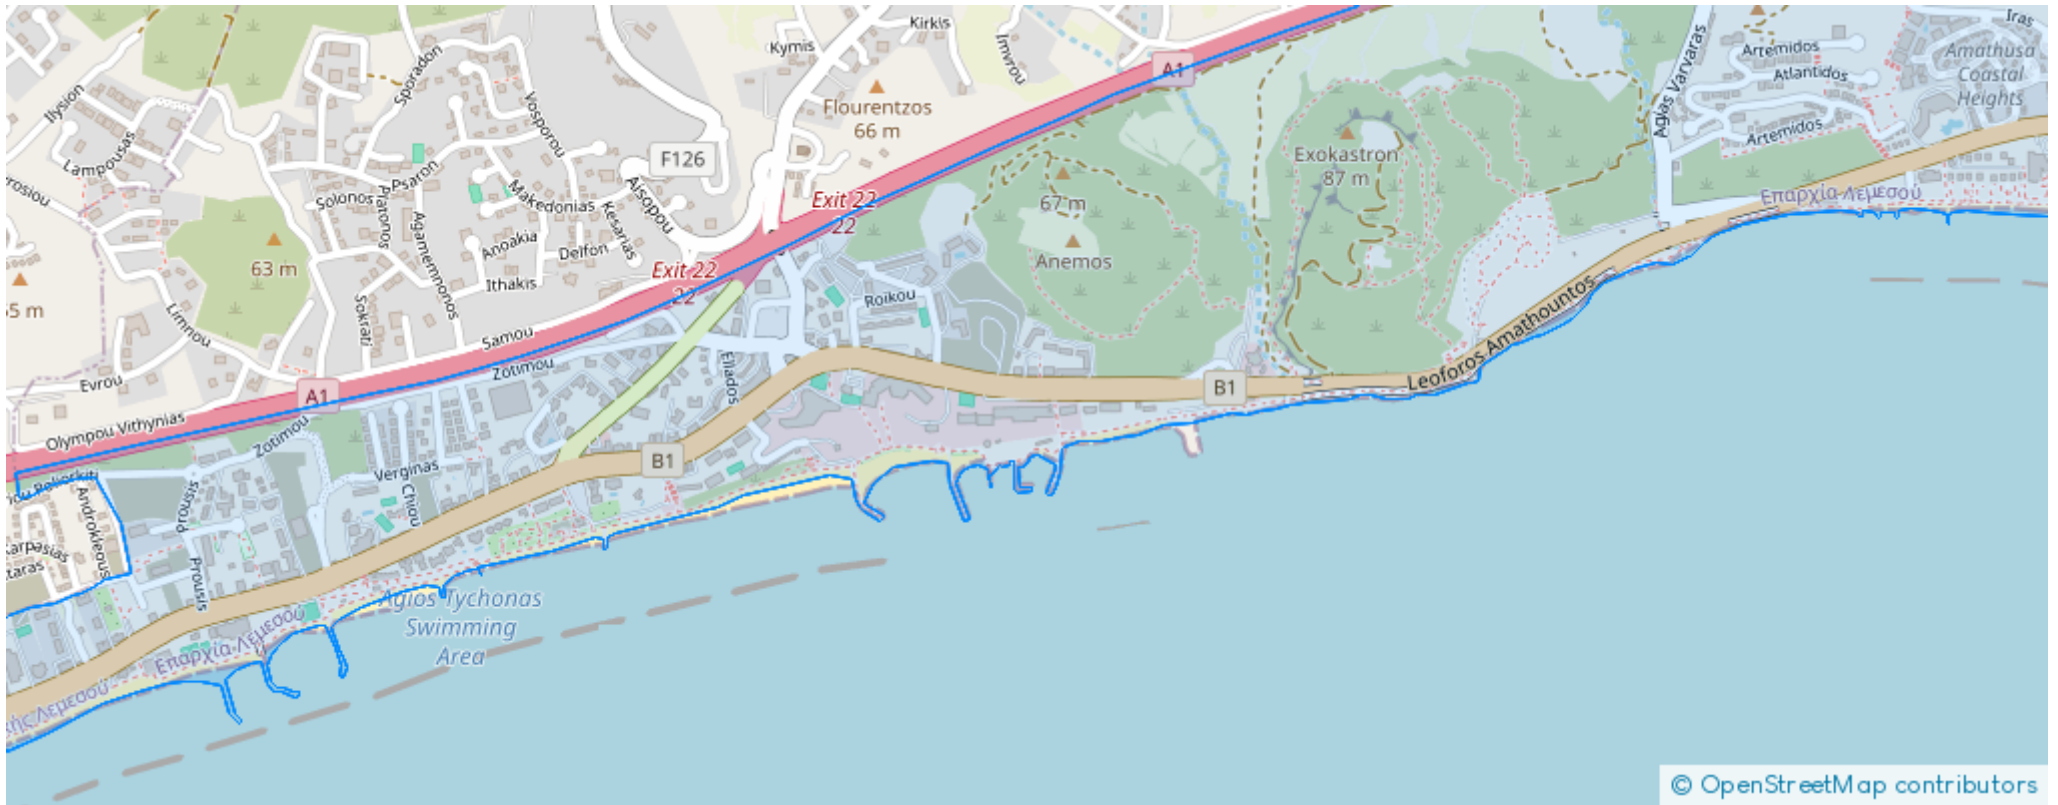 Kirkis
Kymis
Imvrou
Iras
Artemidos
Amathusa
Coastal
Heights
Atlantidos
Artemidos
Agias Varvaras
A1
Sporadon
Vosporou
Ilysion
Lampousas
Flourentzos
66 m
F126
Exokastron
87 m
Psaron
Solonos
Platonos
Makedonias
Aisopou
Kesarias
Agamemnonos
Anoakia
Delfon
Ithakis
Exit 22
22
Exit 22
22
67 m
Anemos
Επαρχία Λεμεσού
63 m
Limnou
Sokrati
Samou
Zotimou
Roikou
Eliados
Leoforos Amathountos
B1
Evrou
A1
Olympou Vithynias
Zotimou
Verginas
Chiou
B1
Androkleous
Prousis
Karpasias
Prousis
Agios Tychonas
Swimming
Area
Επαρχία Λεμεσού
Λεμεσού
© OpenStreetMap contributors